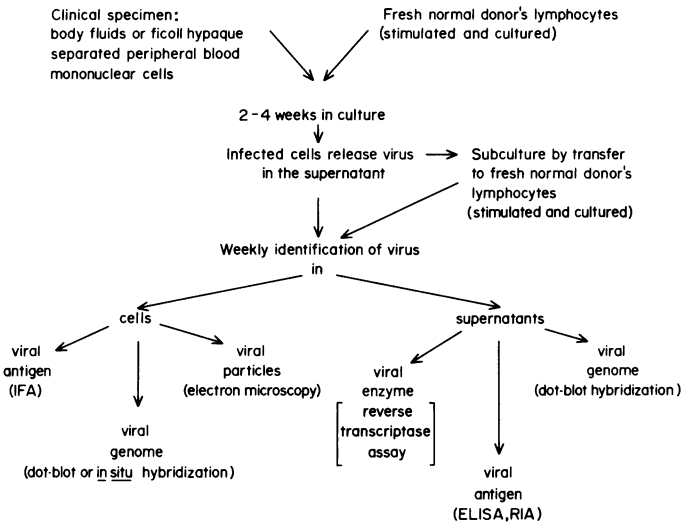 Clinical specimen:
body fluids or ficoll hypaque
separated peripheral blood
mononuclear cells
Fresh normal donor's lymphocytes
(stimulated and cultured)
2-4 weeks in culture
Infected cells release virus
in the supernatant
Subculture by transfer
to fresh normal donor's
lymphocytes
(stimulated and cultured)
Weekly identification of virus
in
cells
supernatants
viral
antigen
(IFA)
viral
genome
(dot-blot or in situ hybridization)
viral
particles
(electron microscopy)
viral
enzyme
reverse
transcriptase
assay
viral
antigen
(ELISA,RIA)
viral
genome
(dot-blot hybridization)